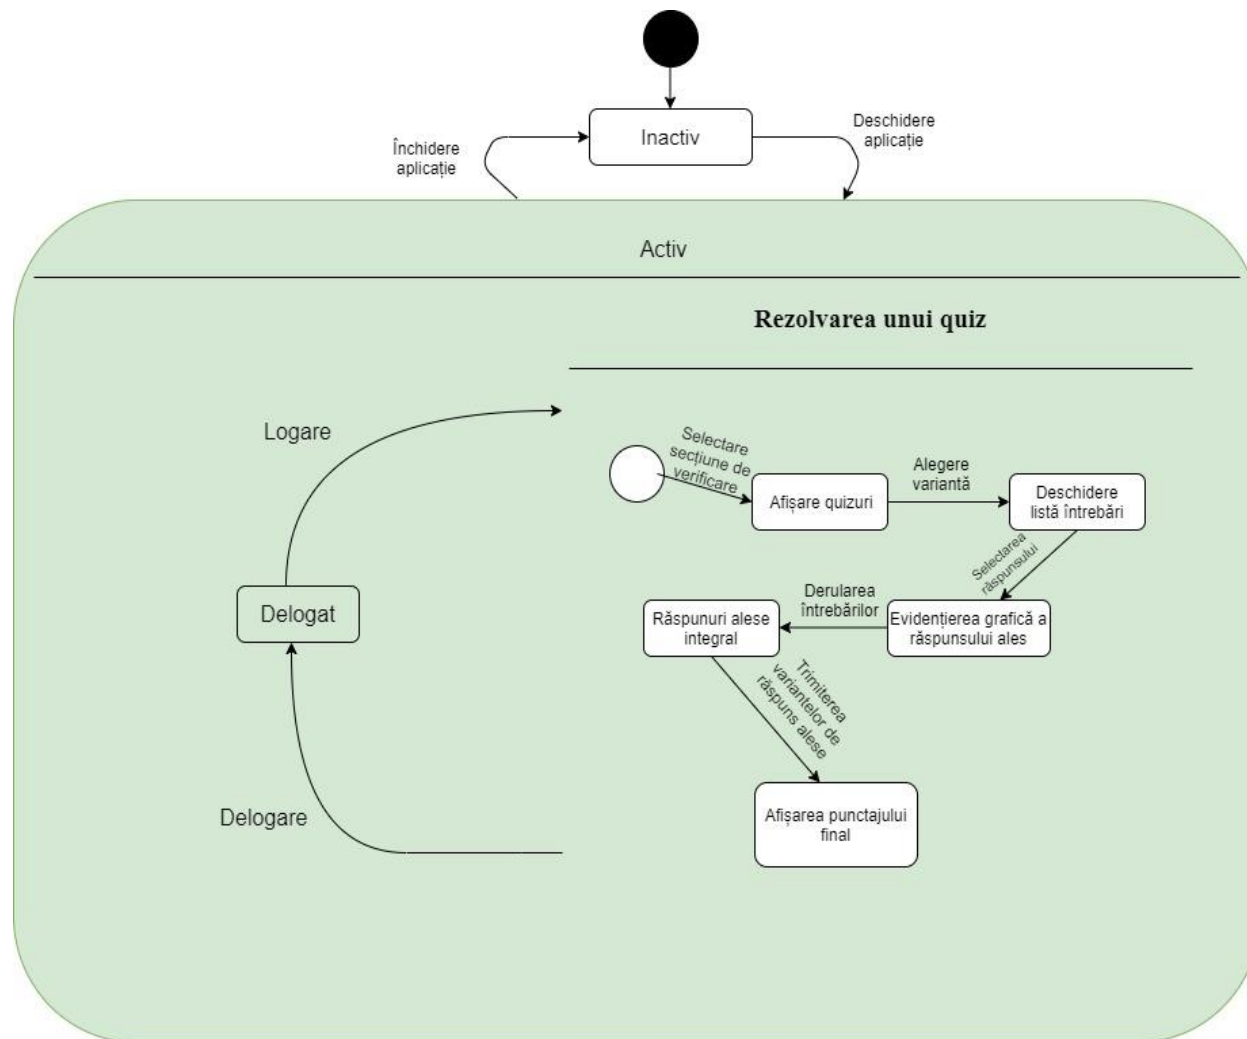 Inactiv
Deschidere
aplicație
Închidere
aplicație
Activ
Rezolvarea unui quiz
Logare
Selectare
secțiune de
verificare
Afișare quizuri
Alegere
variantă
Deschidere
listă întrebări
Selectarea
răspunsului
Evidențierea grafică a
răspunsului ales
Derularea
întrebărilor
Răspunuri alese
integral
Trimiterea
variantelor de
răspuns alese
Afișarea punctajului
final
Delogat
Delogare